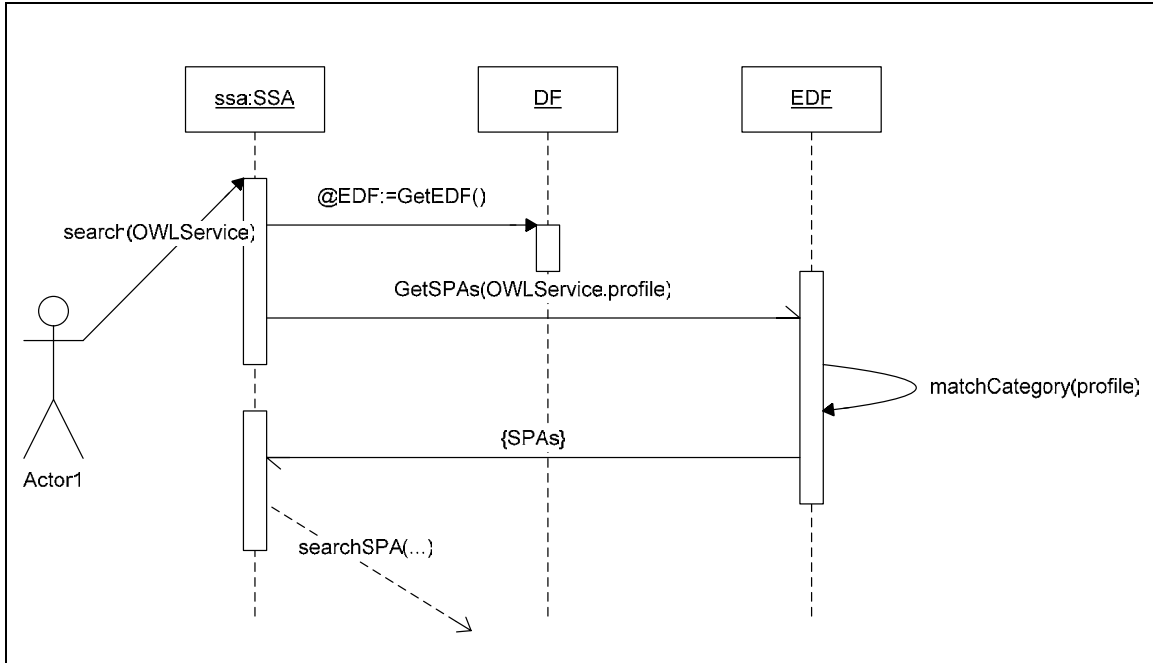 ssa:SSA
DF
EDF
@EDF:=GetEDF()
search(OWLService)
GetSPAs(OWLService.profile)
matchCategory(profile)
{SPAs}
Actor1
searchSPA(...)